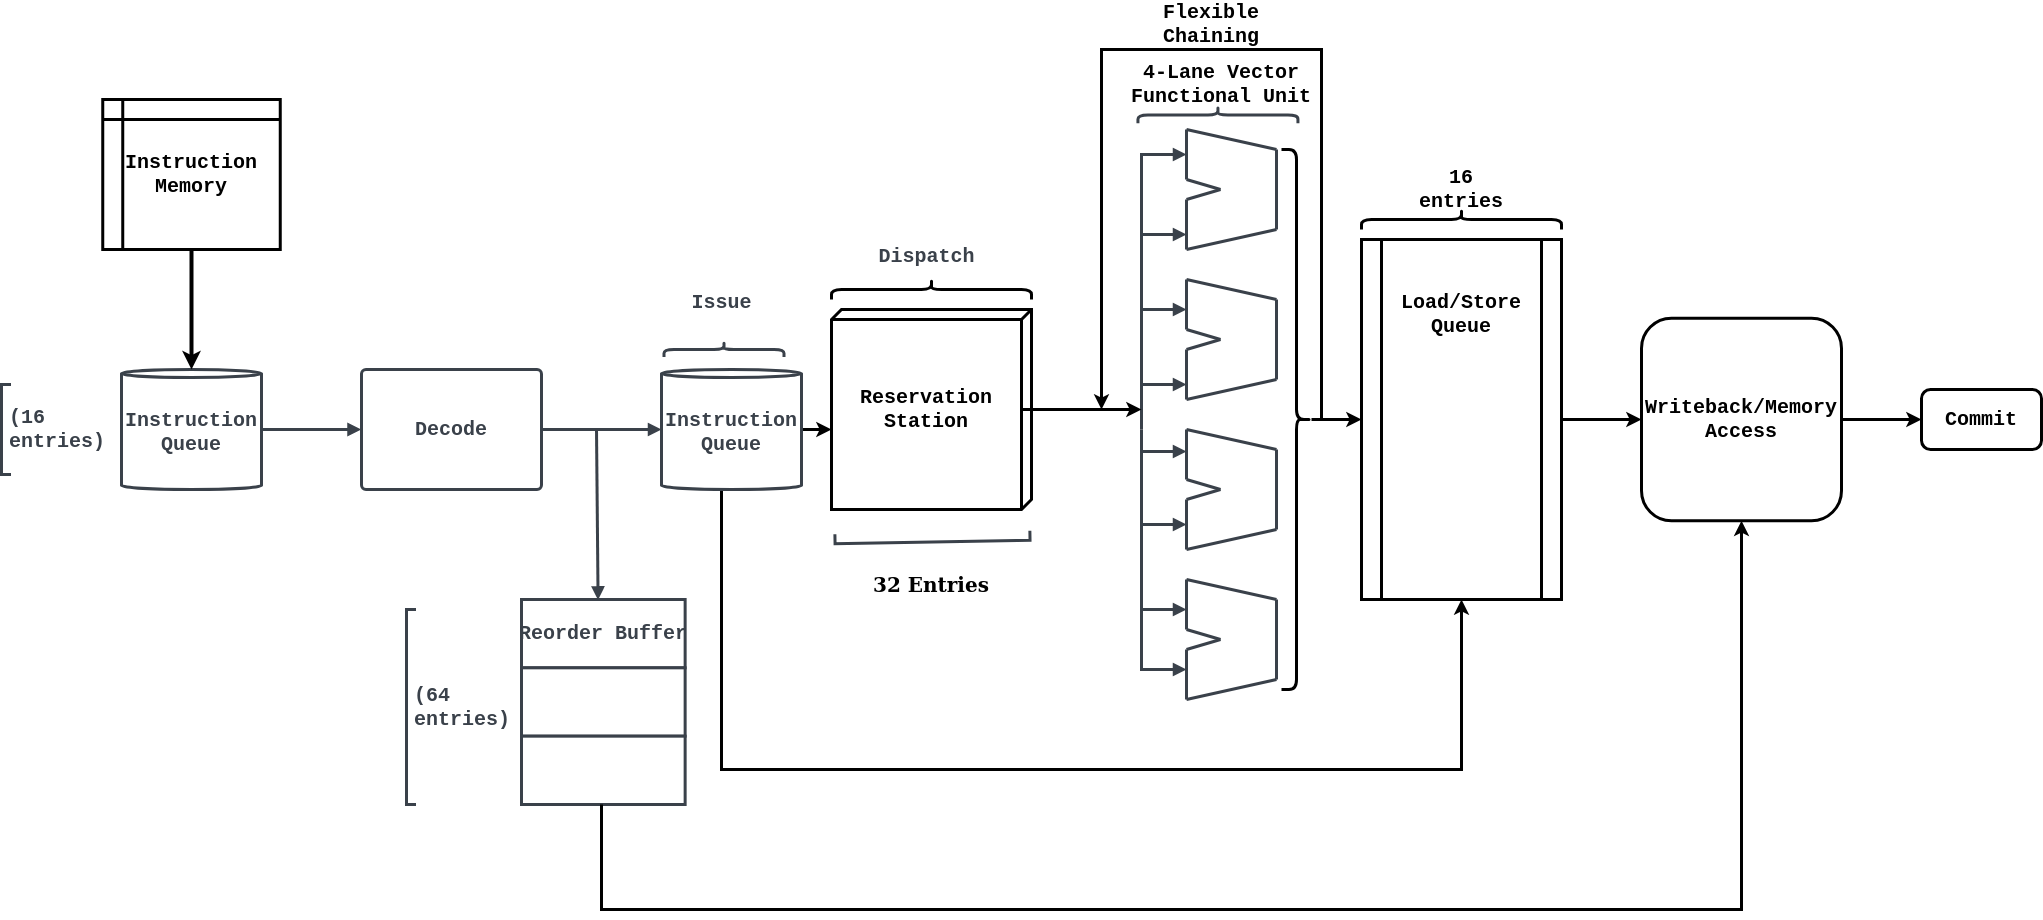 Flexible
Chaining
4-Lane Vector
Functional Unit
Instruction
Memory
16
entries
Dispatch
Issue
Load/Store
Queue
(16
entries)
Instruction
Queue
Decode
Instruction
Queue
Reservation
Station
Writeback/Memory
Access
Commit
32 Entries
Reorder Buffer
(64
entries)